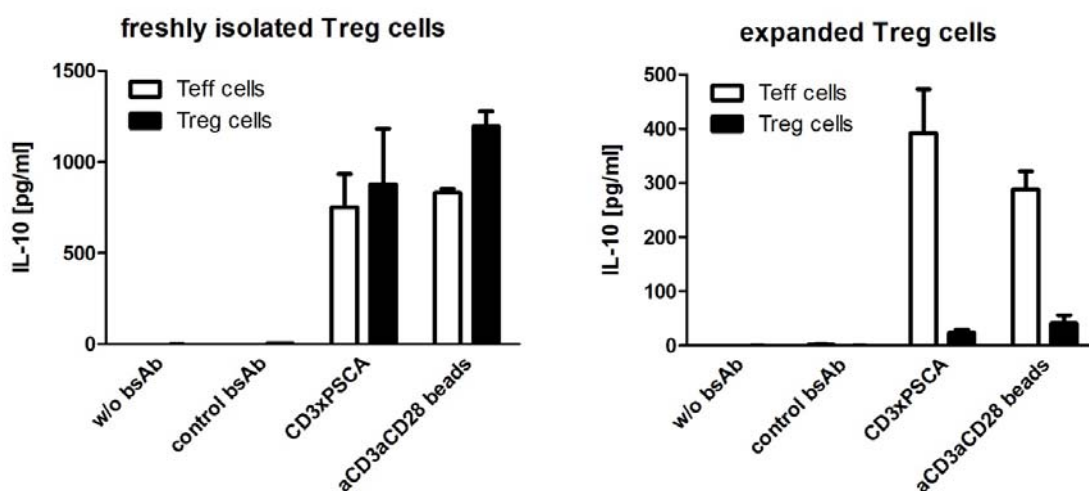 freshly isolated Treg cells
IL-10 [pg/ml]
1500
1000
500
0
Teff cells
Treg cells
w/o bsAb
control bsAb
CD3xPSCA
aCD3aCD28 beads
expanded Treg cells
IL-10 [pg/ml]
500
400
300
200
100
0
Teff cells
Treg cells
w/o bsAb
control bsAb
CD3xPSCA
aCD3aCD28 beads